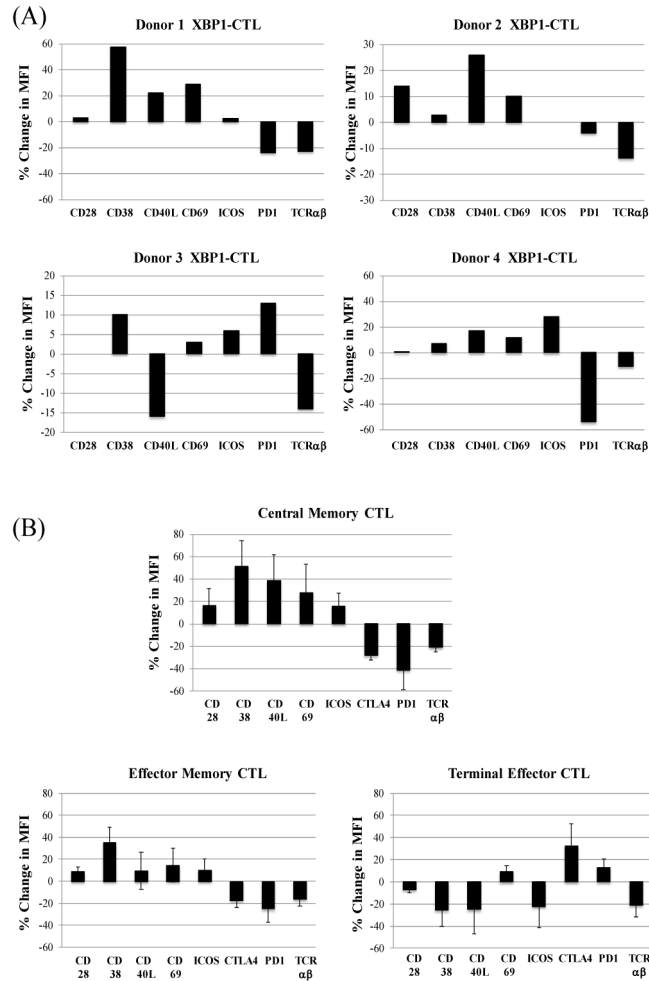 (A)
Donor 1 XBP1-CTL
% Change in MFI
60
40
20
0
-20
-40
-60
CD28 CD38 CD40L CD69 ICOS PD1 TCRαβ
Donor 2 XBP1-CTL
% Change in MFI
30
20
10
0
-10
-20
-30
CD28 CD38 CD40L CD69 ICOS PD1 TCRαβ
Donor 3 XBP1-CTL
% Change in MFI
20
15
10
5
0
-5
-10
-15
-20
CD28 CD38 CD40L CD69 ICOS PD1 TCRαβ
Donor 4 XBP1-CTL
% Change in MFI
60
40
20
0
-20
-40
-60
CD28 CD38 CD40L CD69 ICOS PD1 TCRαβ
(B)
Central Memory CTL
% Change in MFI
80
60
40
20
0
-20
-40
-60
CD CD CD CD ICOS CTLA4 PD1 TCR
28 38 40L 69 αβ
Effector Memory CTL
% Change in MFI
80
60
40
20
0
-20
-40
-60
CD CD CD CD ICOS CTLA4 PD1 TCR
28 38 40L 69 αβ
Terminal Effector CTL
% Change in MFI
80
60
40
20
0
-20
-40
-60
CD CD CD CD ICOS CTLA4 PD1 TCR
28 38 40L 69 αβ